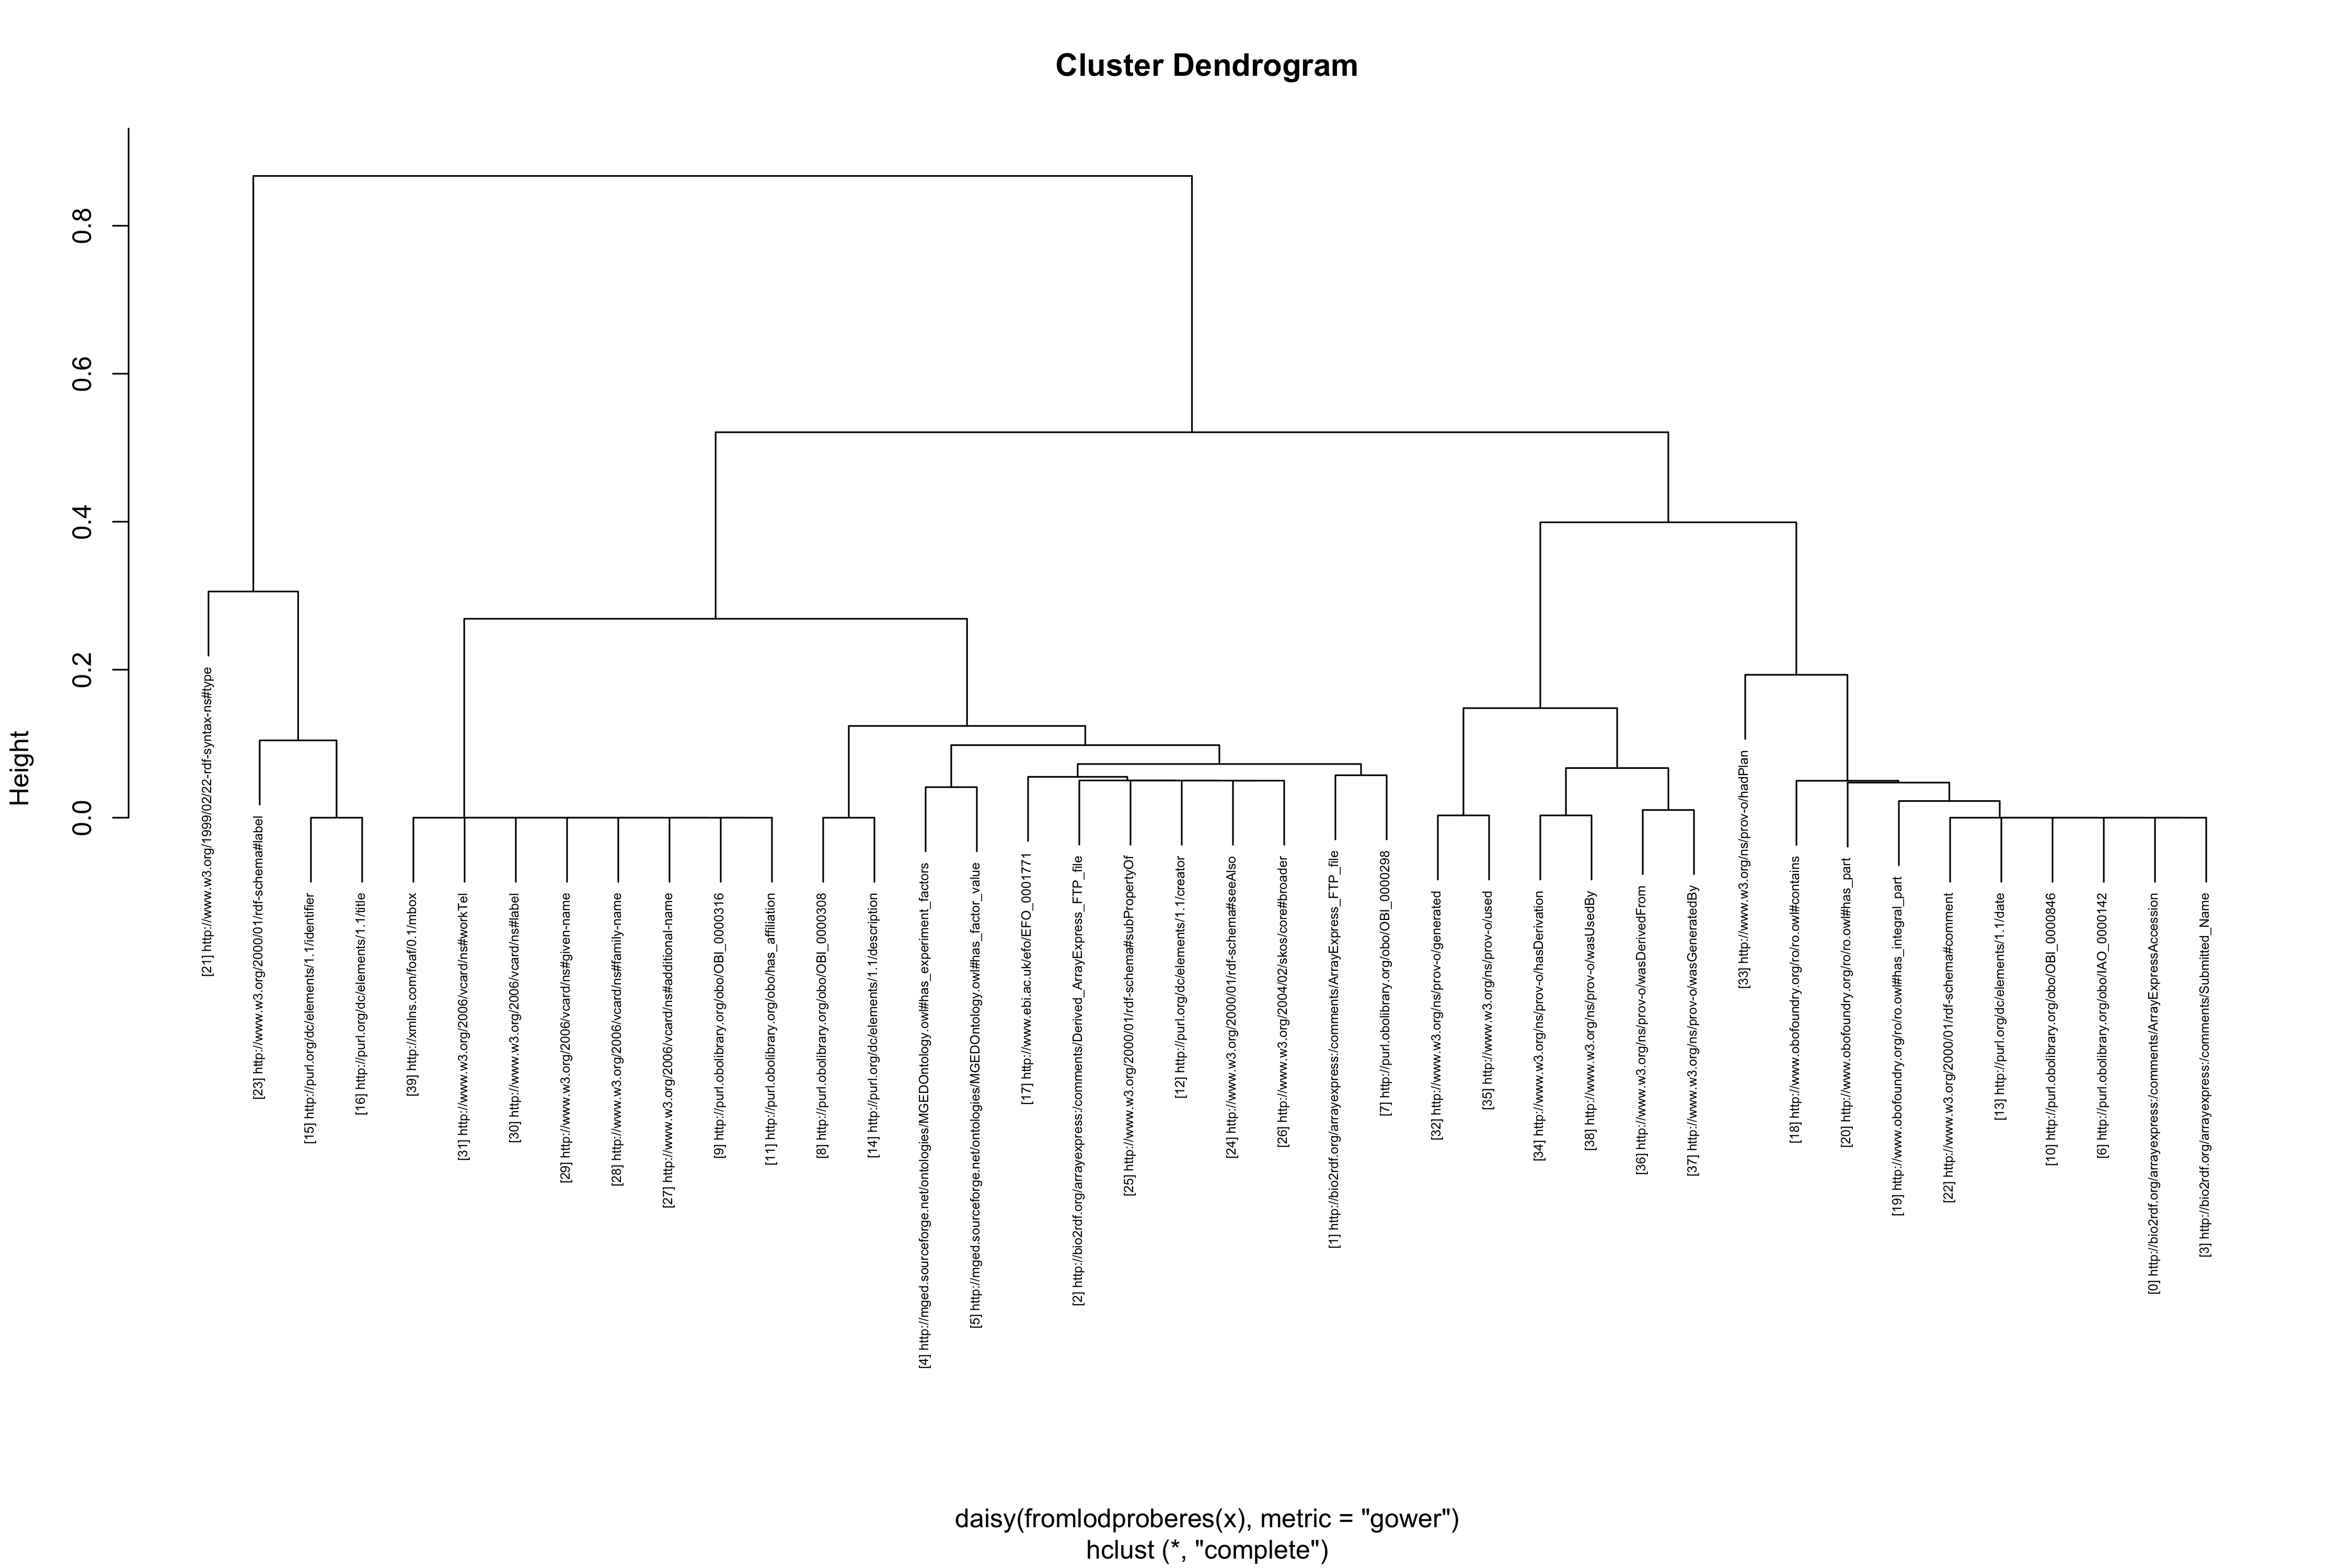 Cluster Dendrogram
Height
0.0
0.2
0.4
0.6
0.8
[21] http://www.w3.org/1999/02/22-rdf-syntax-ns#type
[23] http://www.w3.org/2000/01/rdf-schema#label
[15] http://purl.org/dc/elements/1.1/identifier
[16] http://purl.org/dc/elements/1.1/title
[39] http://xmlns.com/foaf/0.1/mbox
[31] http://www.w3.org/2006/vcard/ns#workTel
[30] http://www.w3.org/2006/vcard/ns#label
[29] http://www.w3.org/2006/vcard/ns#given-name
[28] http://www.w3.org/2006/vcard/ns#family-name
[27] http://www.w3.org/2006/vcard/ns#additional-name
[9] http://purl.obolibrary.org/obo/OBI_0000316
[11] http://purl.obolibrary.org/obo/has_affiliation
[8] http://purl.obolibrary.org/obo/OBI_0000308
[14] http://purl.org/dc/elements/1.1/description
[4] http://mged.sourceforge.net/ontologies/MGEDOntology.owl#has_experiment_factors
[5] http://mged.sourceforge.net/ontologies/MGEDOntology.owl#has_factor_value
[17] http://www.ebi.ac.uk/efo/EFO_0001771
[2] http://bio2rdf.org/arrayexpress:/comments/Derived_ArrayExpress_FTP_file
[25] http://www.w3.org/2000/01/rdf-schema#subPropertyOf
[12] http://purl.org/dc/elements/1.1/creator
[24] http://www.w3.org/2000/01/rdf-schema#seeAlso
[26] http://www.w3.org/2004/02/skos/core#broader
[1] http://bio2rdf.org/arrayexpress:/comments/ArrayExpress_FTP_file
[7] http://purl.obolibrary.org/obo/OBI_0000298
[32] http://www.w3.org/ns/prov-o/generated
[35] http://www.w3.org/ns/prov-o/used
[34] http://www.w3.org/ns/prov-o/hasDerivation
[38] http://www.w3.org/ns/prov-o/wasUsedBy
[36] http://www.w3.org/ns/prov-o/wasDerivedFrom
[37] http://www.w3.org/ns/prov-o/wasGeneratedBy
[33] http://www.w3.org/ns/prov-o/hadPlan
[18] http://www.obofoundry.org/ro/ro.owl#contains
[20] http://www.obofoundry.org/ro/ro.owl#has_part
[19] http://www.obofoundry.org/ro/ro.owl#has_integral_part
[22] http://www.w3.org/2000/01/rdf-schema#comment
[13] http://purl.org/dc/elements/1.1/date
[10] http://purl.obolibrary.org/obo/OBI_0000846
[6] http://purl.obolibrary.org/obo/IAO_0000142
[0] http://bio2rdf.org/arrayexpress:/comments/ArrayExpressAccession
[3] http://bio2rdf.org/arrayexpress:/comments/Submitted_Name
daisy(fromlodproberes(x), metric = "gower")
hclust (*, "complete")